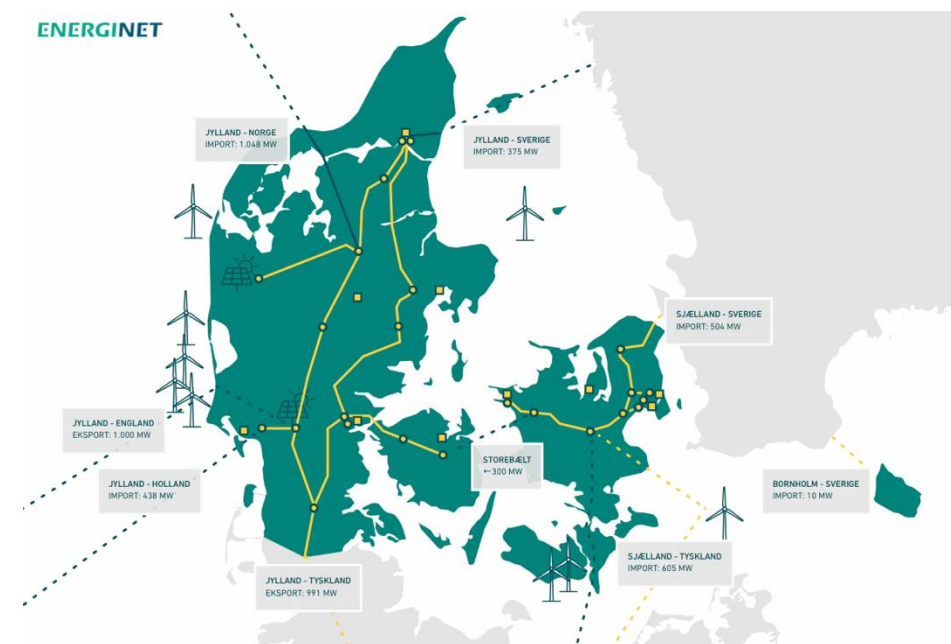 ENERGINET
JYLLAND - NORGE
IMPORT: 1.048 MW
JYLLAND - SVERIGE
IMPORT: 375 MW
SJÆLLAND - SVERIGE
IMPORT: 504 MW
JYLLAND - ENGLAND
EKSPORT: 1.000 MW
JYLLAND - HOLLAND
IMPORT: 438 MW
STOREBÆLT
←300 MW
BORNHOLM - SVERIGE
IMPORT: 10 MW
SJÆLLAND - TYSKLAND
IMPORT: 605 MW
JYLLAND - TYSKLAND
EKSPORT: 991 MW